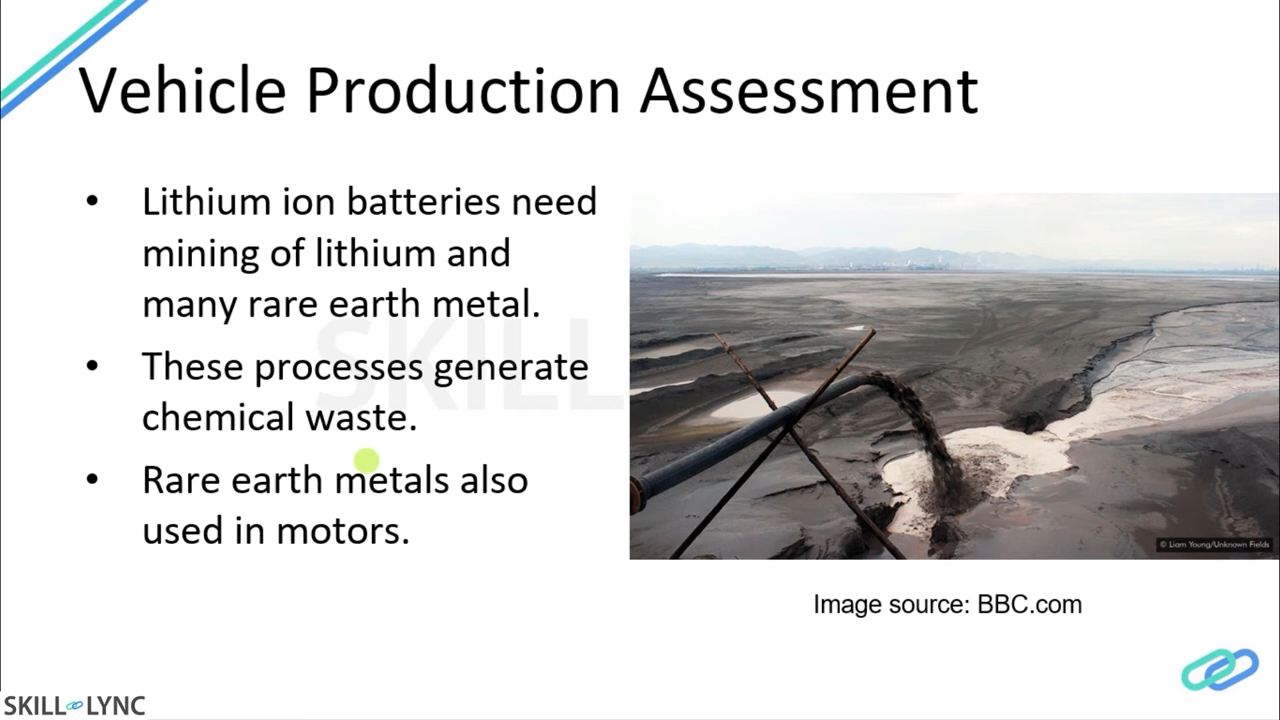 Vehicle Production Assessment
• Lithium ion batteries need
mining of lithium and
many rare earth metal.
• These processes generate
chemical waste.
• Rare earth metals also
used in motors.
SKILL
© Liam Young/Unknown Fields
Image source: BBC.com
SKILL LYNC